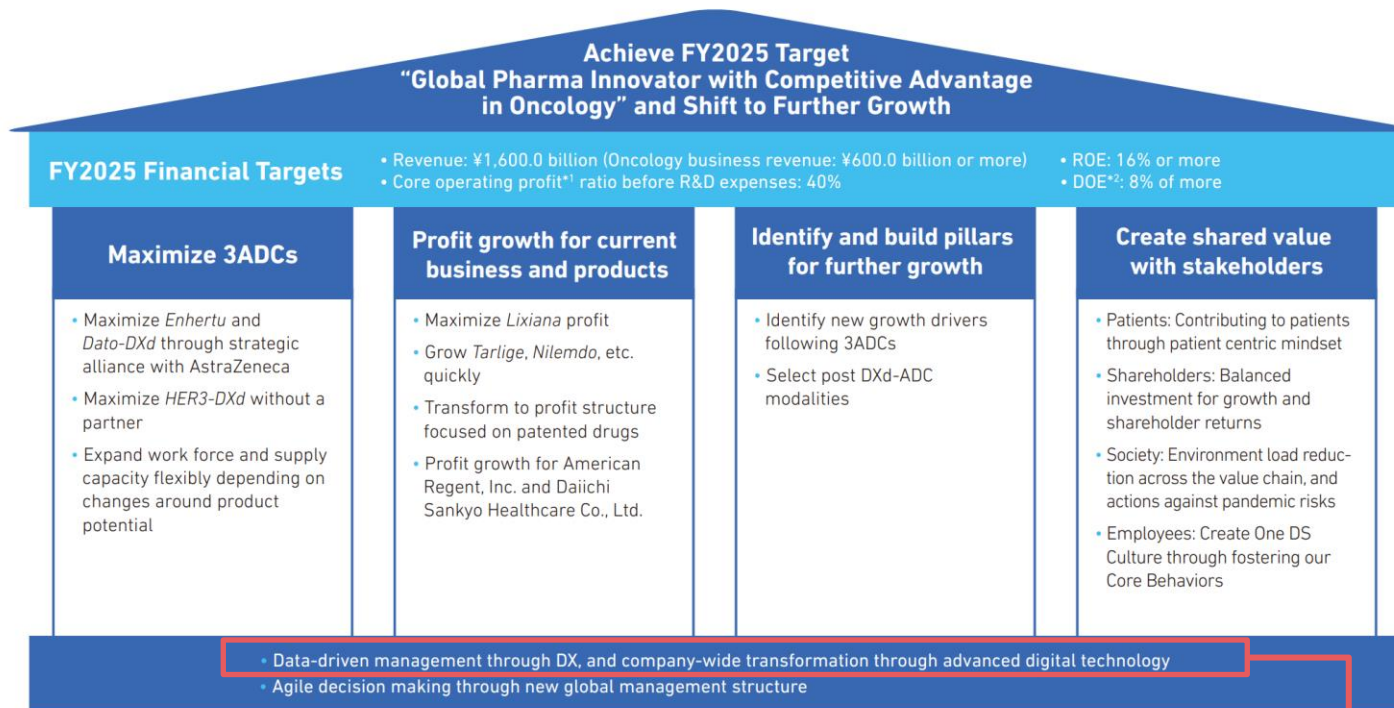 Achieve FY2025 Target
“Global Pharma Innovator with Competitive Advantage
in Oncology” and Shift to Further Growth
FY2025 Financial Targets
• Revenue: ¥1,600.0 billion (Oncology business revenue: ¥600.0 billion or more)
• Core operating profit*1 ratio before R&D expenses: 40%
• ROE: 16% or more
• DOE*2: 8% of more
Maximize 3ADCs
• Maximize Enhertu and
Dato-DXd through strategic
alliance with AstraZeneca
• Maximize HER3-DXd without a
partner
• Expand work force and supply
capacity flexibly depending on
changes around product
potential
Profit growth for current
business and products
• Maximize Lixiana profit
• Grow Tarlige, Nilemdo, etc.
quickly
• Transform to profit structure
focused on patented drugs
• Profit growth for American
Regent, Inc. and Daiichi
Sankyo Healthcare Co., Ltd.
Identify and build pillars
for further growth
• Identify new growth drivers
following 3ADCs
• Select post DXd-ADC
modalities
Create shared value
with stakeholders
• Patients: Contributing to patients
through patient centric mindset
• Shareholders: Balanced
investment for growth and
shareholder returns
• Society: Environment load reduc-
tion across the value chain, and
actions against pandemic risks
• Employees: Create One DS
Culture through fostering our
Core Behaviors
• Data-driven management through DX, and company-wide transformation through advanced digital technology
• Agile decision making through new global management structure